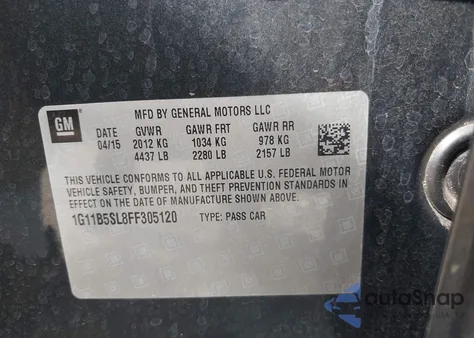 GM
MFD BY GENERAL MOTORS LLC
DATE GVWR GAWR FRT GAWR RR
04/15 2012 KG 1034 KG 978 KG
4437 LB 2280 LB 2157 LB
THIS VEHICLE CONFORMS TO ALL APPLICABLE U.S. FEDERAL MOTOR
VEHICLE SAFETY, BUMPER, AND THEFT PREVENTION STANDARDS IN
EFFECT ON THE DATE OF MANUFACTURE SHOWN ABOVE.
1G11B5SL8FF305120 TYPE: PASS CAR
autoSnap